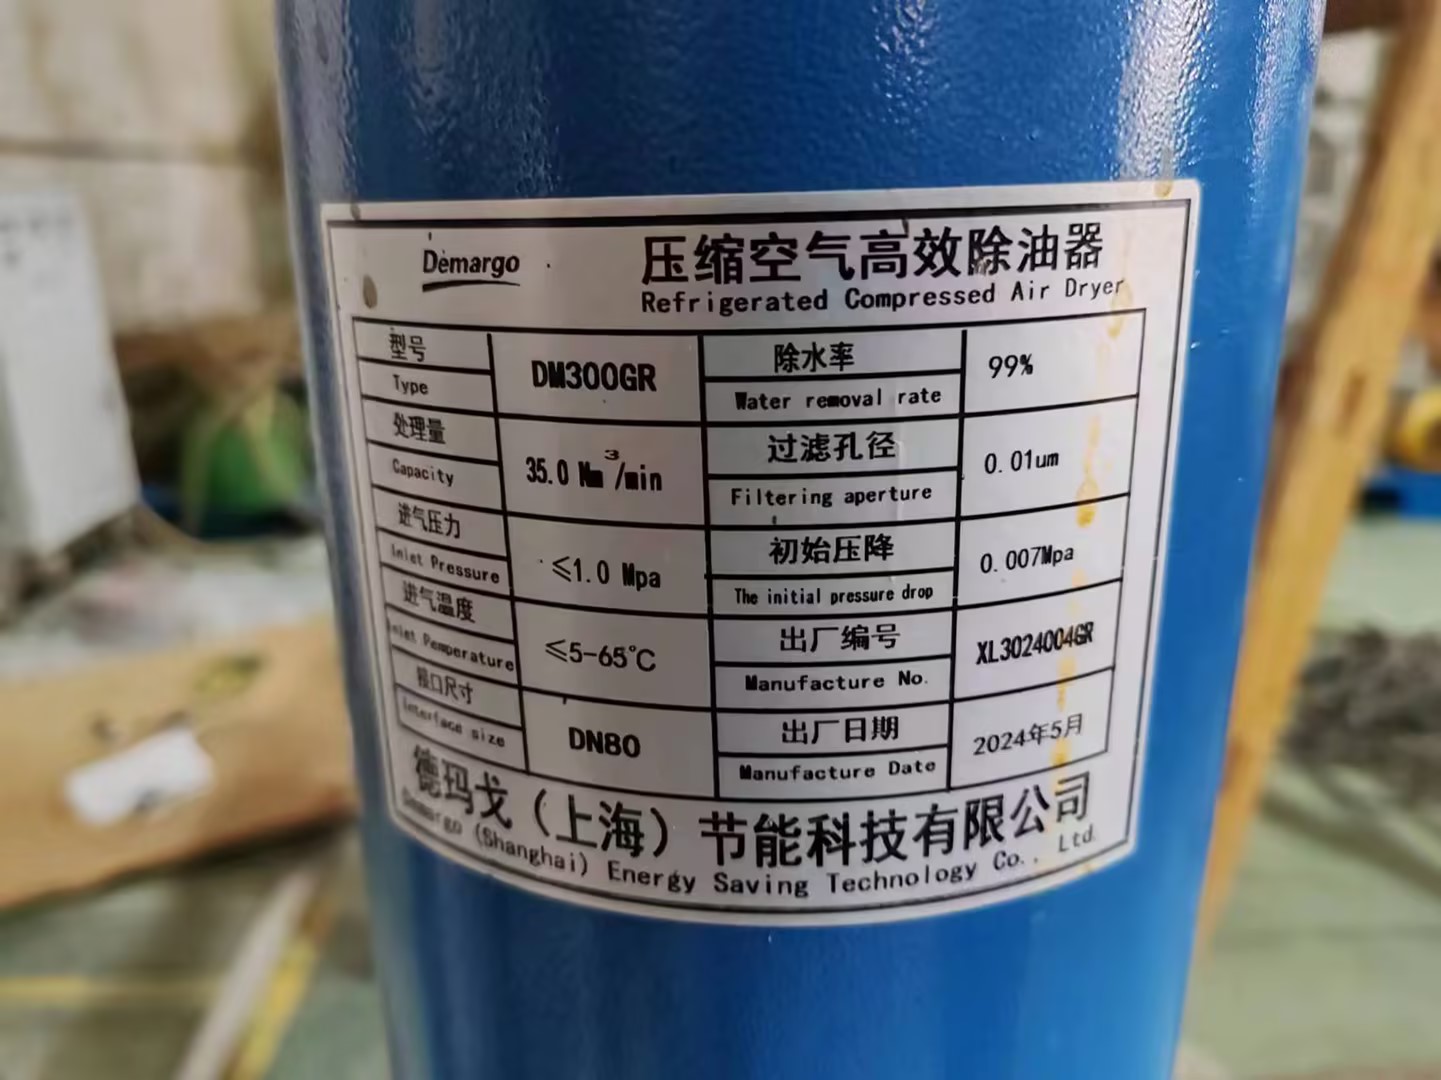 Demargo
压缩空气高效除油器
Refrigerated Compressed Air Dryer
型号
Type
DM300GR
除水率
Water removal rate
99%
处理量
Capacity
35.0 Nm³/min
过滤孔径
Filtering aperture
0.01um
进气压力
Inlet Pressure
≤1.0 Mpa
初始压降
The initial pressure drop
0.007Mpa
进气温度
Inlet Pemperature
≤5-65℃
出厂编号
Manufacture No.
XL3024004GR
接口尺寸
Interface size
DN80
出厂日期
Manufacture Date
2024年5月
德玛戈（上海）节能科技有限公司
Demargo (Shanghai) Energy Saving Technology Co., Ltd.